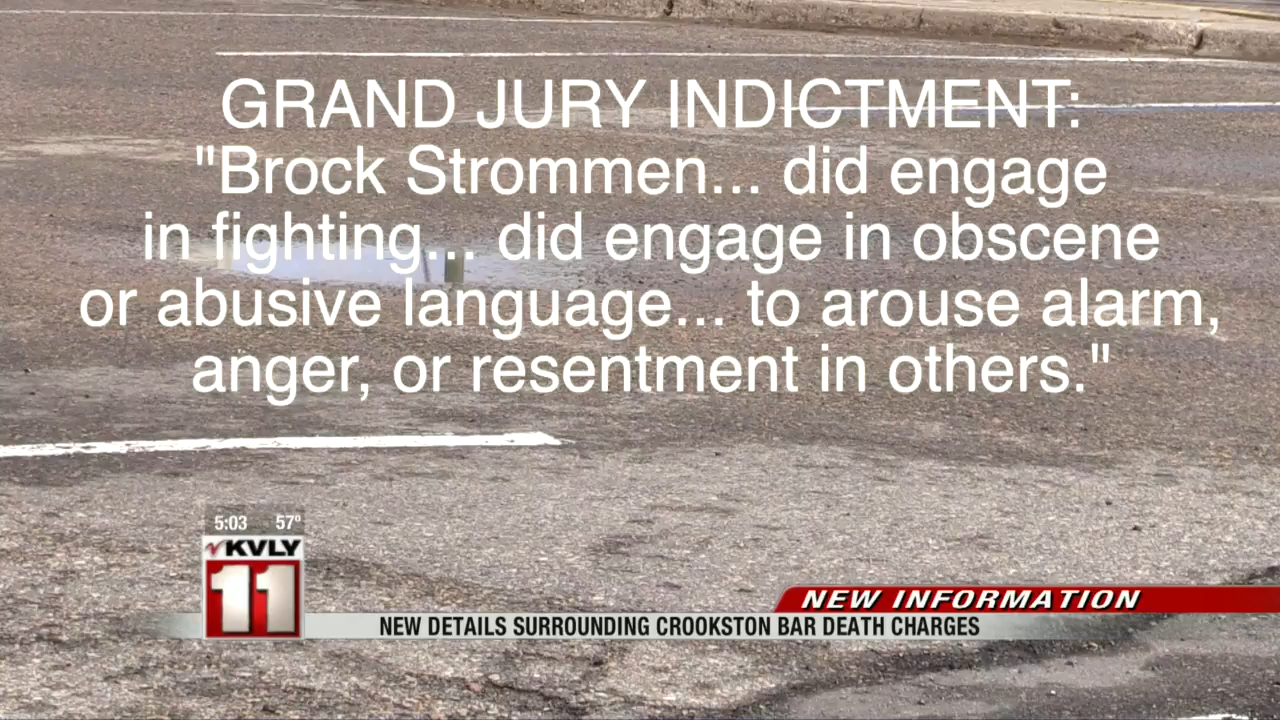 GRAND JURY INDICTMENT:
"Brock Strommen... did engage
in fighting... did engage in obscene
or abusive language... to arouse alarm,
anger, or resentment in others."
5:03 57°
KVLY
11
NEW INFORMATION
NEW DETAILS SURROUNDING CROOKSTON BAR DEATH CHARGES